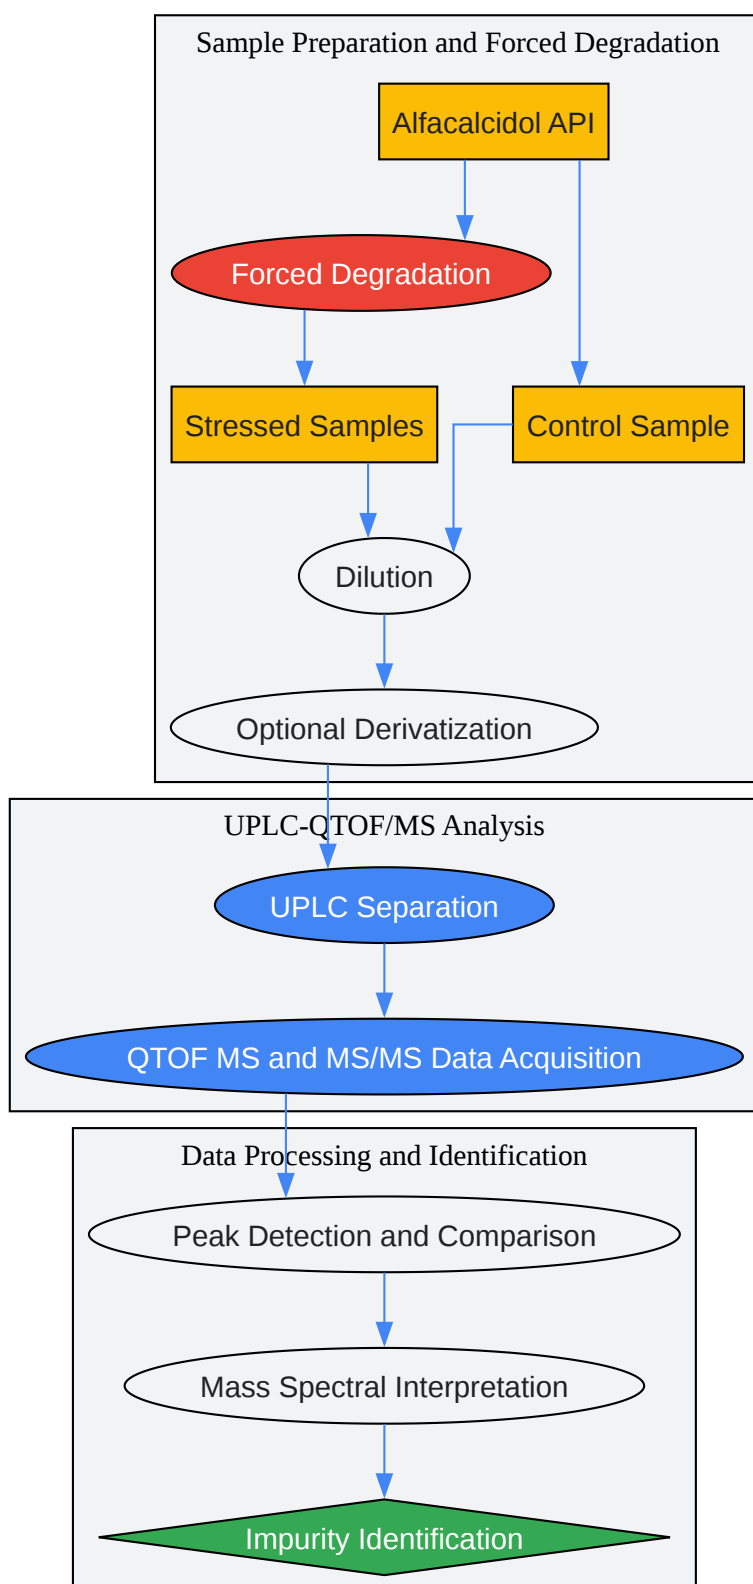 Sample Preparation and Forced Degradation
Alfacalcidol API
Forced Degradation
Stressed Samples
Control Sample
Dilution
Optional Derivatization
UPLC-QTOF/MS Analysis
UPLC Separation
QTOF MS and MS/MS Data Acquisition
Data Processing and Identification
Peak Detection and Comparison
Mass Spectral Interpretation
Impurity Identification